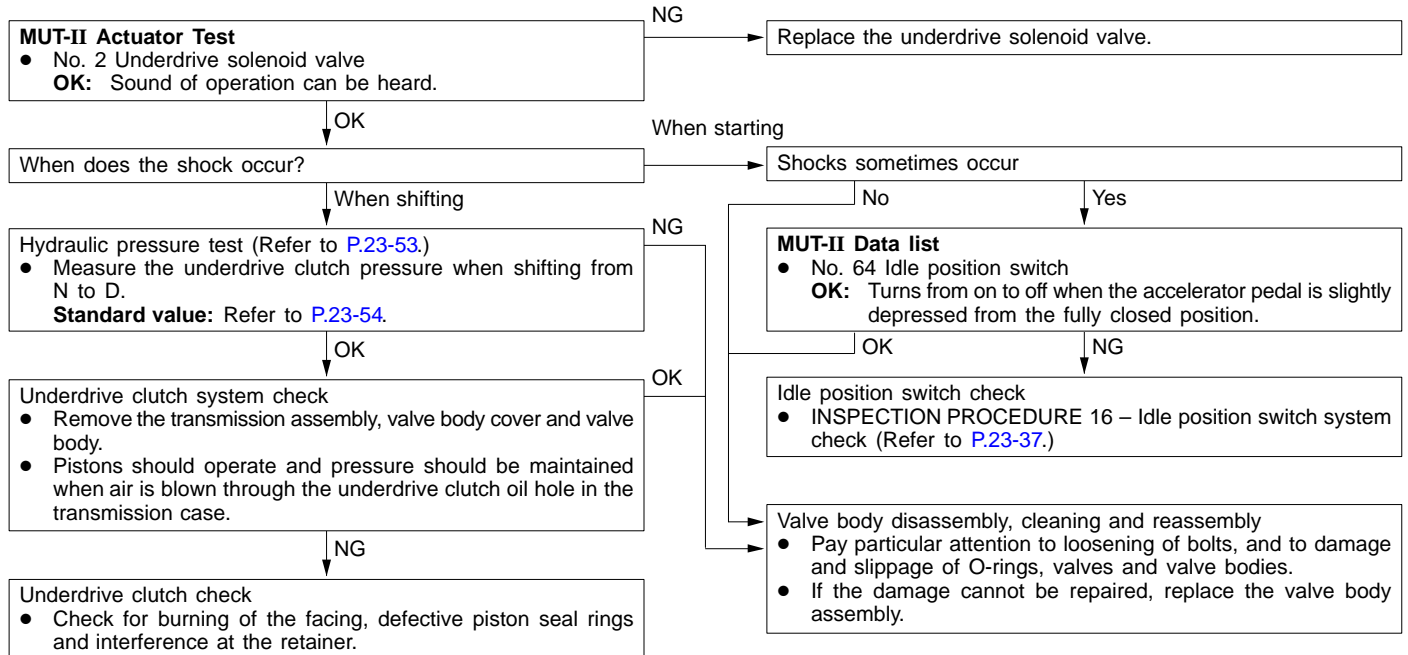 MUT-II Actuator Test
● No. 2 Underdrive solenoid valve
OK: Sound of operation can be heard.
NG
Replace the underdrive solenoid valve.
OK
When does the shock occur?
When starting
Shocks sometimes occur
When shifting
No
Yes
Hydraulic pressure test (Refer to P.23-53.)
● Measure the underdrive clutch pressure when shifting from
N to D.
Standard value: Refer to P.23-54.
NG
MUT-II Data list
● No. 64 Idle position switch
OK: Turns from on to off when the accelerator pedal is slightly
depressed from the fully closed position.
OK
OK
NG
Underdrive clutch system check
● Remove the transmission assembly, valve body cover and valve
body.
● Pistons should operate and pressure should be maintained
when air is blown through the underdrive clutch oil hole in the
transmission case.
OK
Idle position switch check
● INSPECTION PROCEDURE 16 – Idle position switch system
check (Refer to P.23-37.)
NG
Valve body disassembly, cleaning and reassembly
● Pay particular attention to loosening of bolts, and to damage
and slippage of O-rings, valves and valve bodies.
● If the damage cannot be repaired, replace the valve body
assembly.
Underdrive clutch check
● Check for burning of the facing, defective piston seal rings
and interference at the retainer.